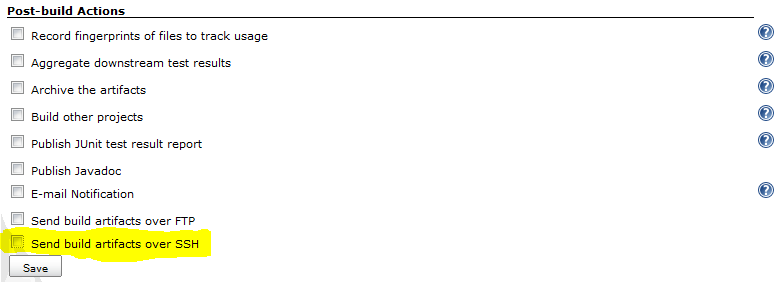 Post-build Actions
Record fingerprints of files to track usage
Aggregate downstream test results
Archive the artifacts
Build other projects
Publish JUnit test result report
Publish Javadoc
E-mail Notification
Send build artifacts over FTP
Send build artifacts over SSH
Save